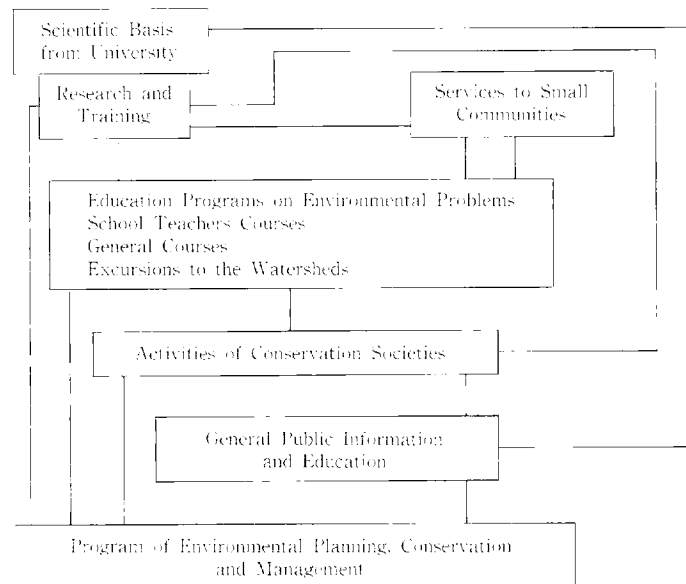 Scientific Basis
from University
Research and
Training
Services to Small
Communities
Education Programs on Environmental Problems
School Teachers Courses
General Courses
Excursions to the Watersheds
Activities of Conservation Societies
General Public Information
and Education
Program of Environmental Planning, Conservation
and Management